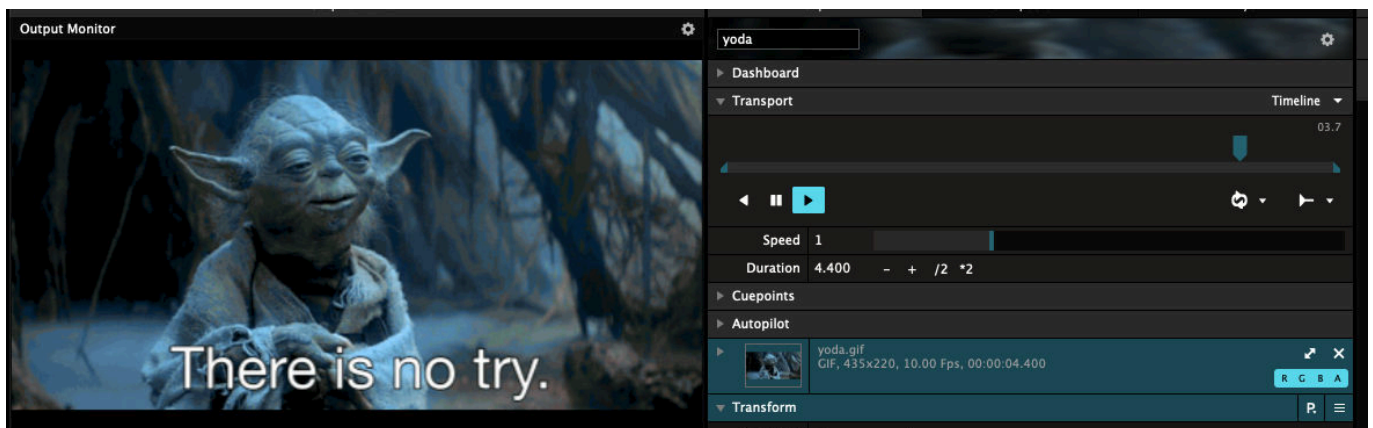 Output Monitor
There is no try.
yoda
Dashboard
Transport
Timeline
03.7
Speed 1
Duration 4.400 - + /2 *2
Cuepoints
Autopilot
yoda.gif
GIF, 435x220, 10.00 Fps, 00:00:04.400
R G B A
Transform
P.